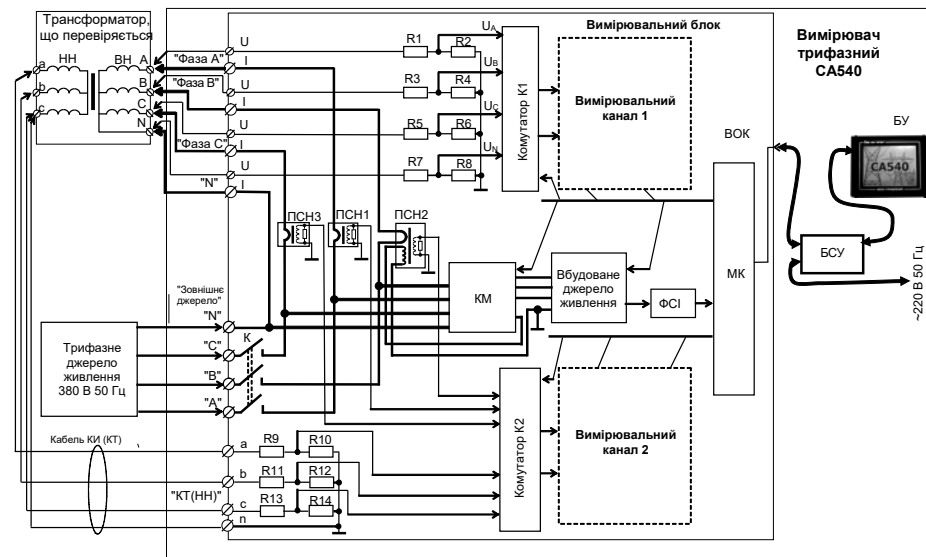 Трансформатор,
що перевіряється
НН
ВН
A
a
B
b
C
c
N
"Фаза A"
"Фаза B"
"Фаза C"
"N"
U
I
U
I
U
I
U
I
R1
R2
R3
R4
R5
R6
R7
R8
UA
UB
UC
UN
Комутатор К1
Вимірювальний блок
Вимірювальний
канал 1
Вимірювач
трифазний
СА540
ВОК
БУ
CA540
БСУ
~220 В 50 Гц
МК
ПСН3
ПСН1
ПСН2
КМ
Вбудоване
джерело
живлення
ФСІ
"Зовнішнє
джерело"
"N"
"C"
"B"
"A"
К
Трифазне
джерело
живлення
380 В 50 Гц
Кабель КИ (КТ)
"КТ(НН)"
a
b
c
n
R9
R10
R11
R12
R13
R14
Комутатор К2
Вимірювальний
канал 2